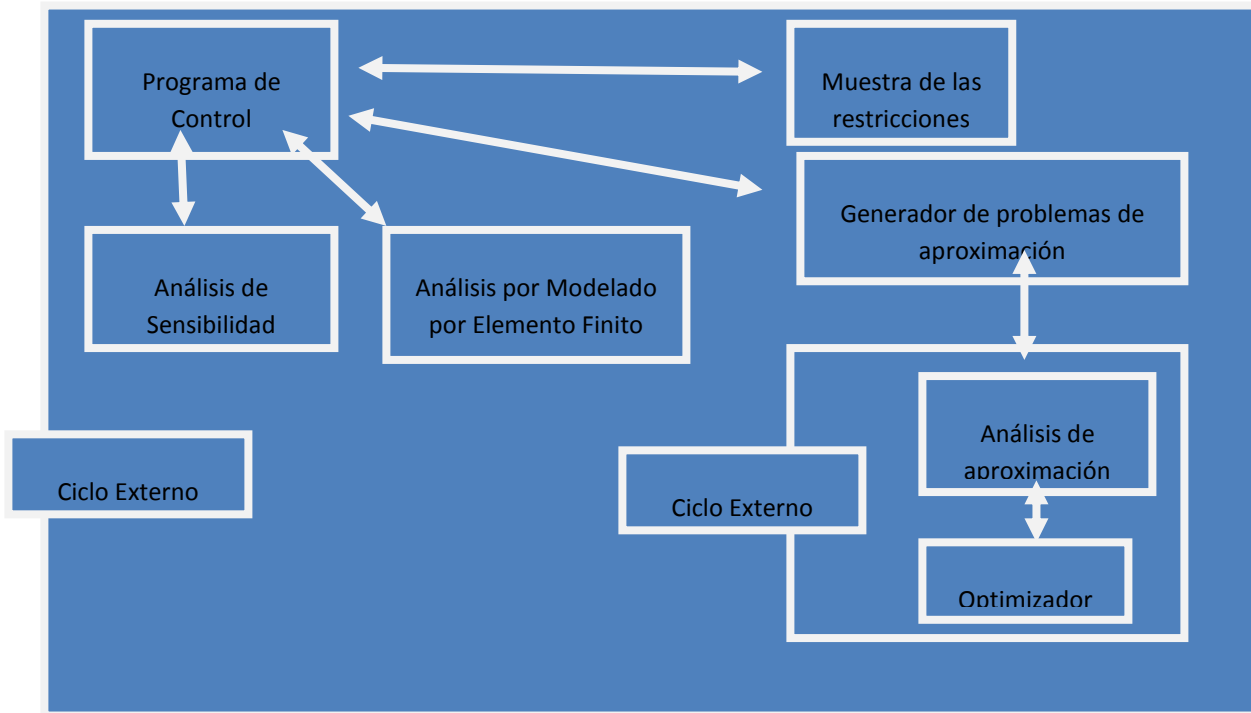 Programa de
Control
Muestra de las
restricciones
Generador de problemas de
aproximación
Análisis de
Sensibilidad
Análisis por Modelado
por Elemento Finito
Análisis de
aproximación
Ciclo Externo
Ciclo Externo
Optimizador